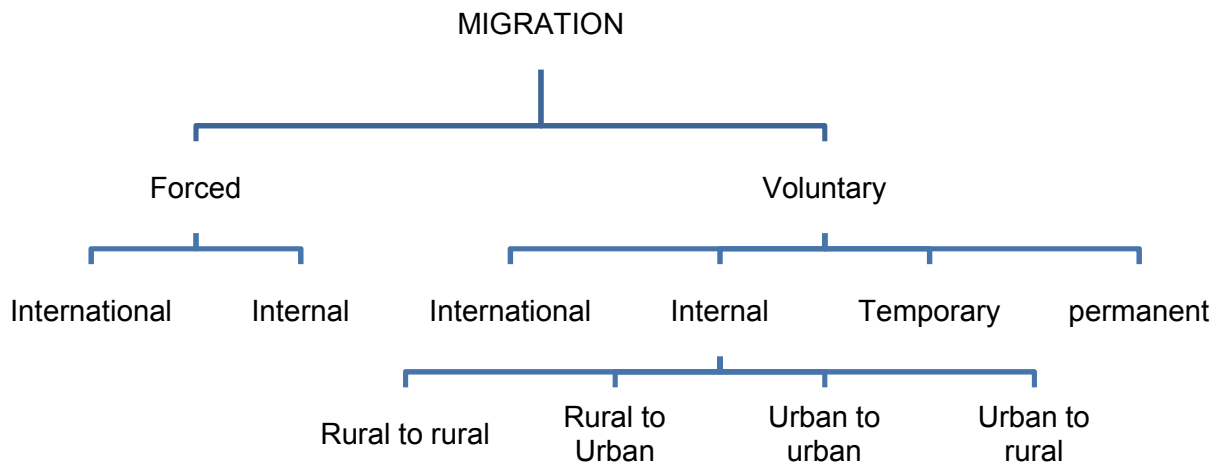 MIGRATION
Forced
Voluntary
International
Internal
International
Internal
Temporary
permanent
Rural to rural
Rural to
Urban
Urban to
urban
Urban to
rural